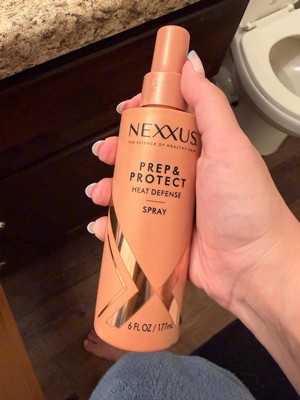 NEXXUS
THE SCIENCE OF HEALTHY HAIR
PREP &
PROTECT
HEAT DEFENSE
SPRAY
6 FL OZ / 177mL